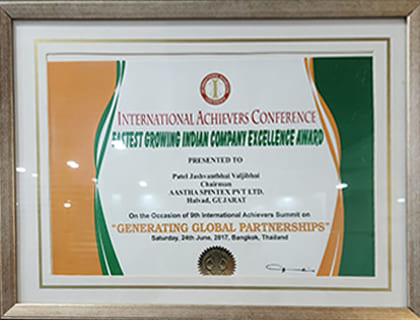 INTERNATIONAL ACHIEVERS CONFERENCE
FASTEST GROWING INDIAN COMPANY EXCELLENCE AWARD
PRESENTED TO
Patel Jashvantbhai Valjibhai
Chairman
AASTHA SPINTEX PVT LTD.
Halvad, GUJARAT
On the Occasion of 9th International Achievers Summit on
"GENERATING GLOBAL PARTNERSHIPS"
Saturday, 24th June, 2017, Bangkok, Thailand